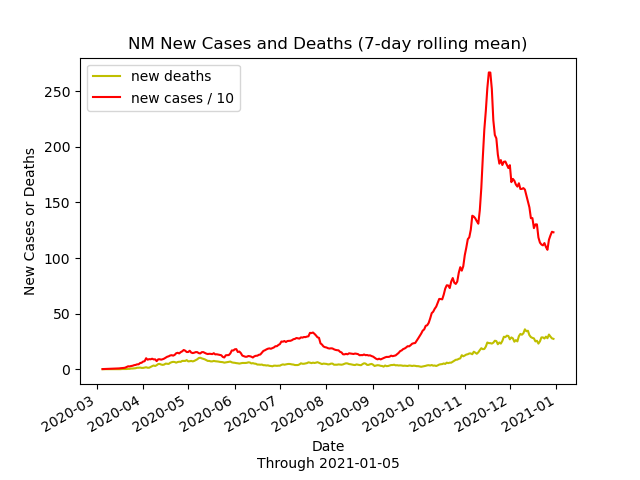 NM New Cases and Deaths (7-day rolling mean)
new deaths
new cases / 10
New Cases or Deaths
250
200
150
100
50
0
2020-03
2020-04
2020-05
2020-06
2020-07
2020-08
2020-09
2020-10
2020-11
2020-12
2021-01
Date
Through 2021-01-05